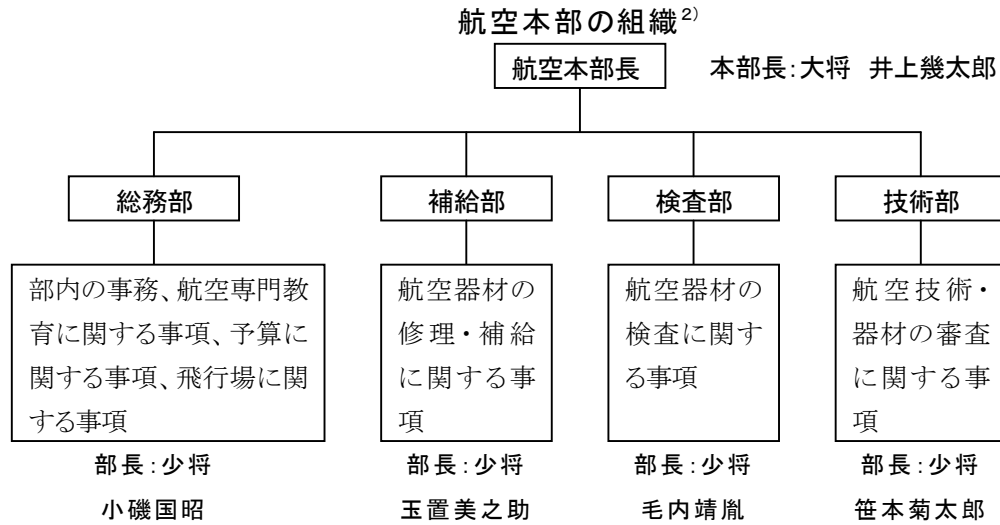 航空本部の組織2)
航空本部長
本部長:大将 井上幾太郎
総務部
補給部
検査部
技術部
部内の事務、航空専門教
育に関する事項、予算に
関する事項、飛行場に関
する事項
航空器材の
修理・補給
に関する事
項
航空器材の
検査に関す
る事項
航空技術・
器材の審査
に関する事
項
部長:少将
小磯国昭
部長:少将
玉置美之助
部長:少将
毛内靖胤
部長:少将
笹本菊太郎